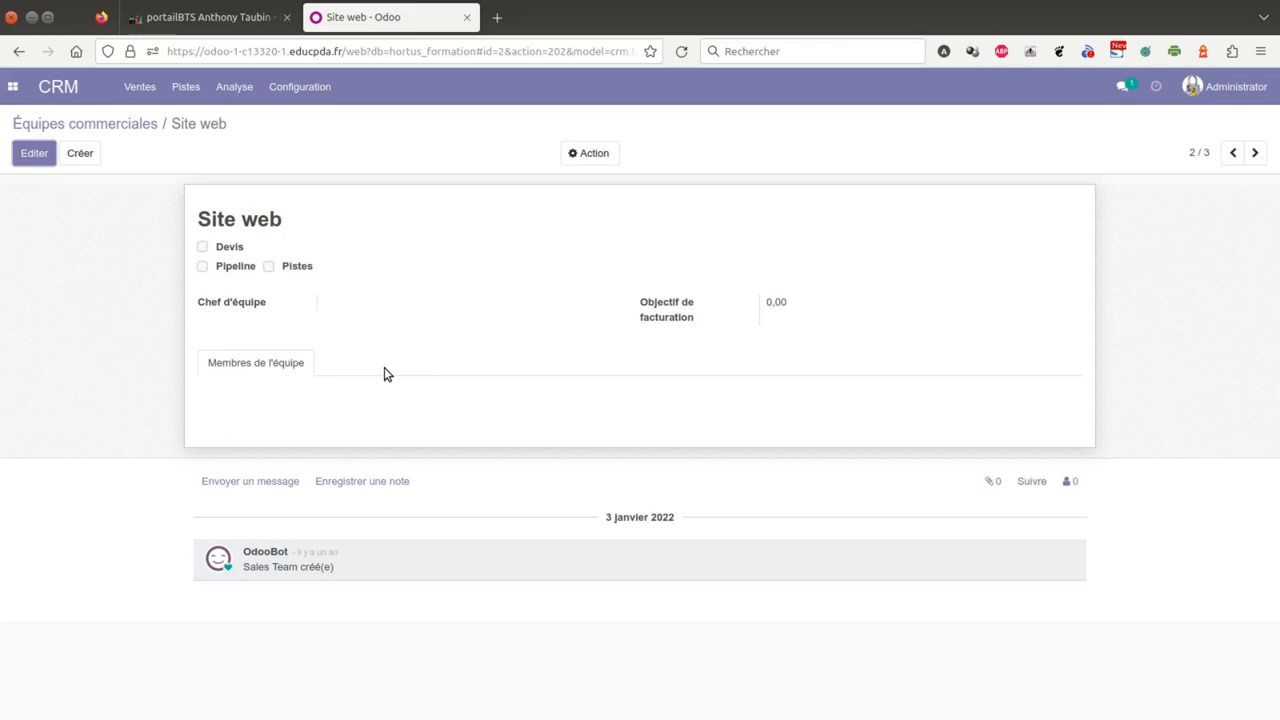 portailBTS Anthony Taubin -
Site web - Odoo
https://odoo-1-c13320-1.educpda.fr/web?db=hortus_formation#id=2&action=202&model=crm.t
Rechercher
New
CRM
Ventes
Pistes
Analyse
Configuration
1
Administrator
Équipes commerciales / Site web
Editer
Créer
Action
2 / 3
Site web
Devis
Pipeline
Pistes
Chef d'équipe
Objectif de
facturation
0,00
Membres de l'équipe
Envoyer un message
Enregistrer une note
0
Suivre
0
3 janvier 2022
OdooBot - il y a un an
Sales Team créé(e)